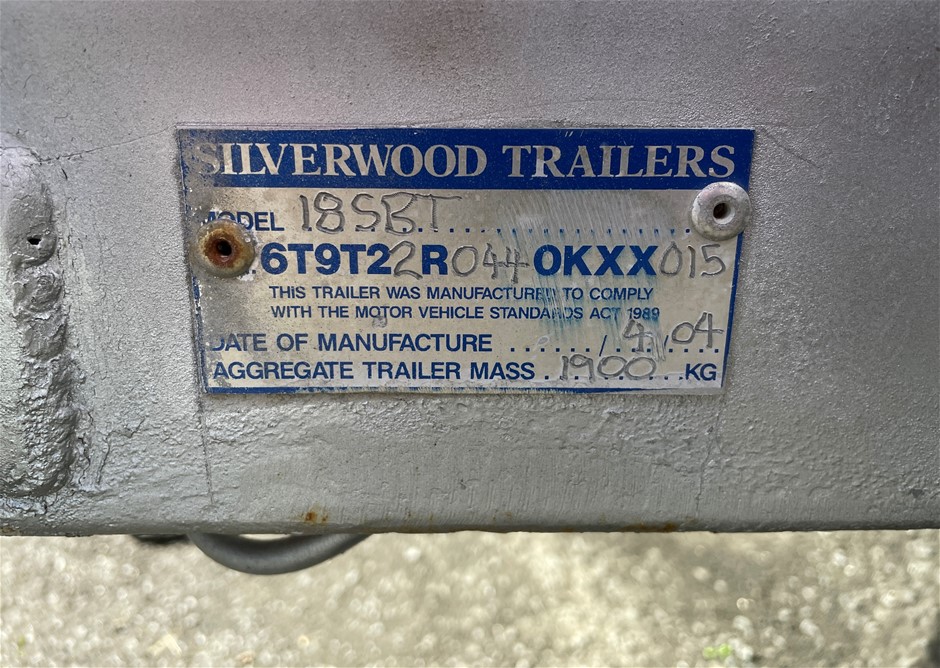 SILVERWOOD TRAILERS
MODEL 18SBT
6T9T22R0440KXX015
THIS TRAILER WAS MANUFACTURED TO COMPLY
WITH THE MOTOR VEHICLE STANDARDS ACT 1989
DATE OF MANUFACTURE ....../4/04
AGGREGATE TRAILER MASS .1900...KG